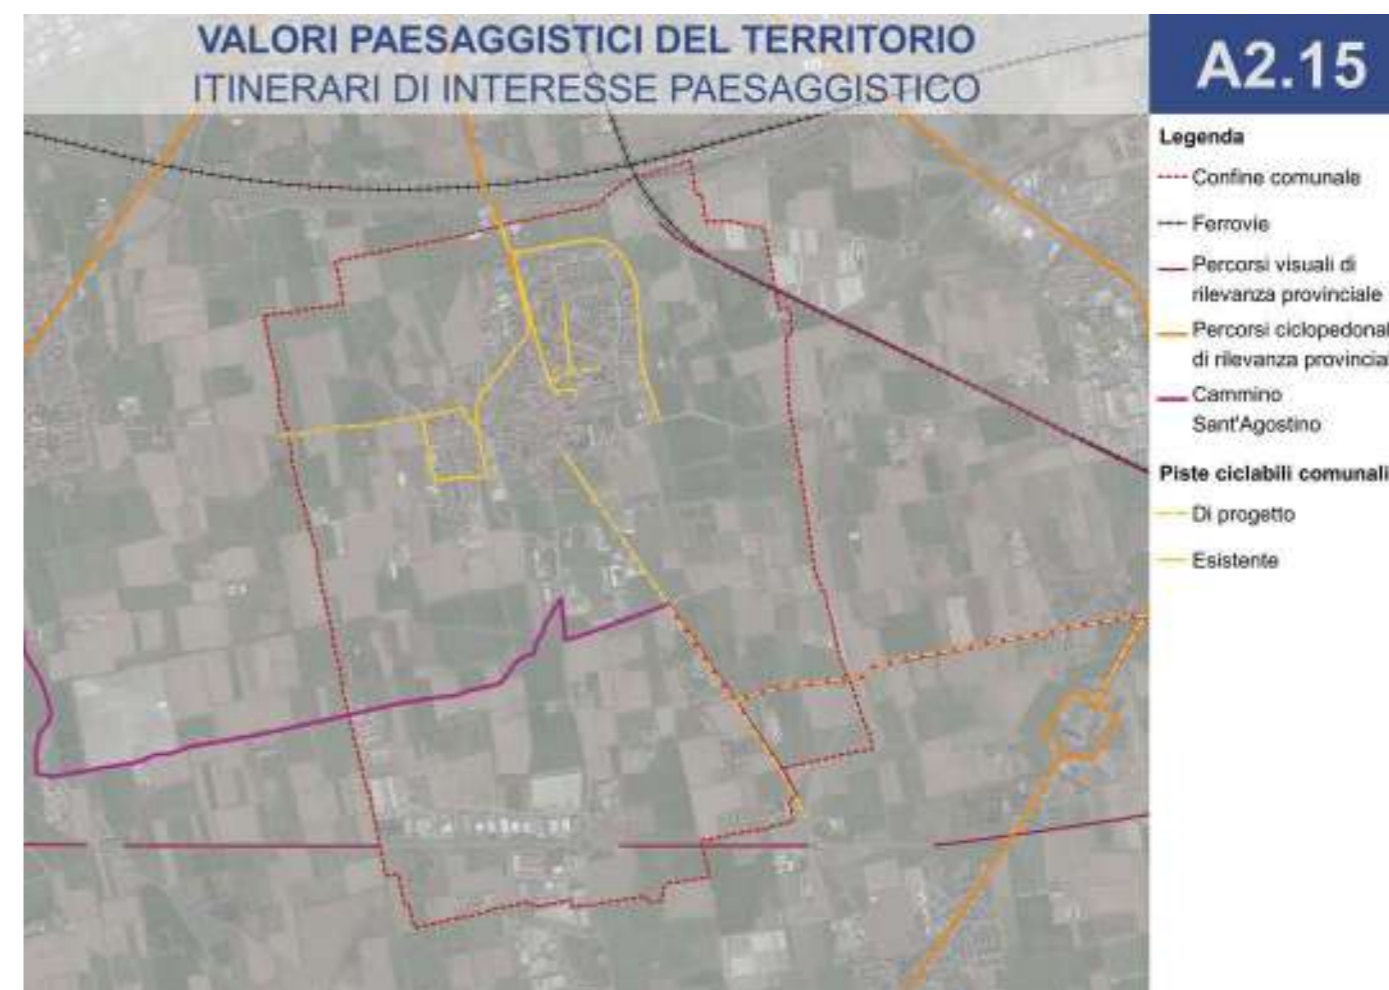 VALORI PAESAGGISTICI DEL TERRITORIO
ITINERARI DI INTERESSE PAESAGGISTICO
A2.15
Legenda
Confine comunale
Ferrovie
Percorsi visuali di
rilevanza provinciale
Percorsi ciclopedonal
di rilevanza provincia
Cammino
Sant'Agostino
Piste ciclabili comunali
Di progetto
Esistente